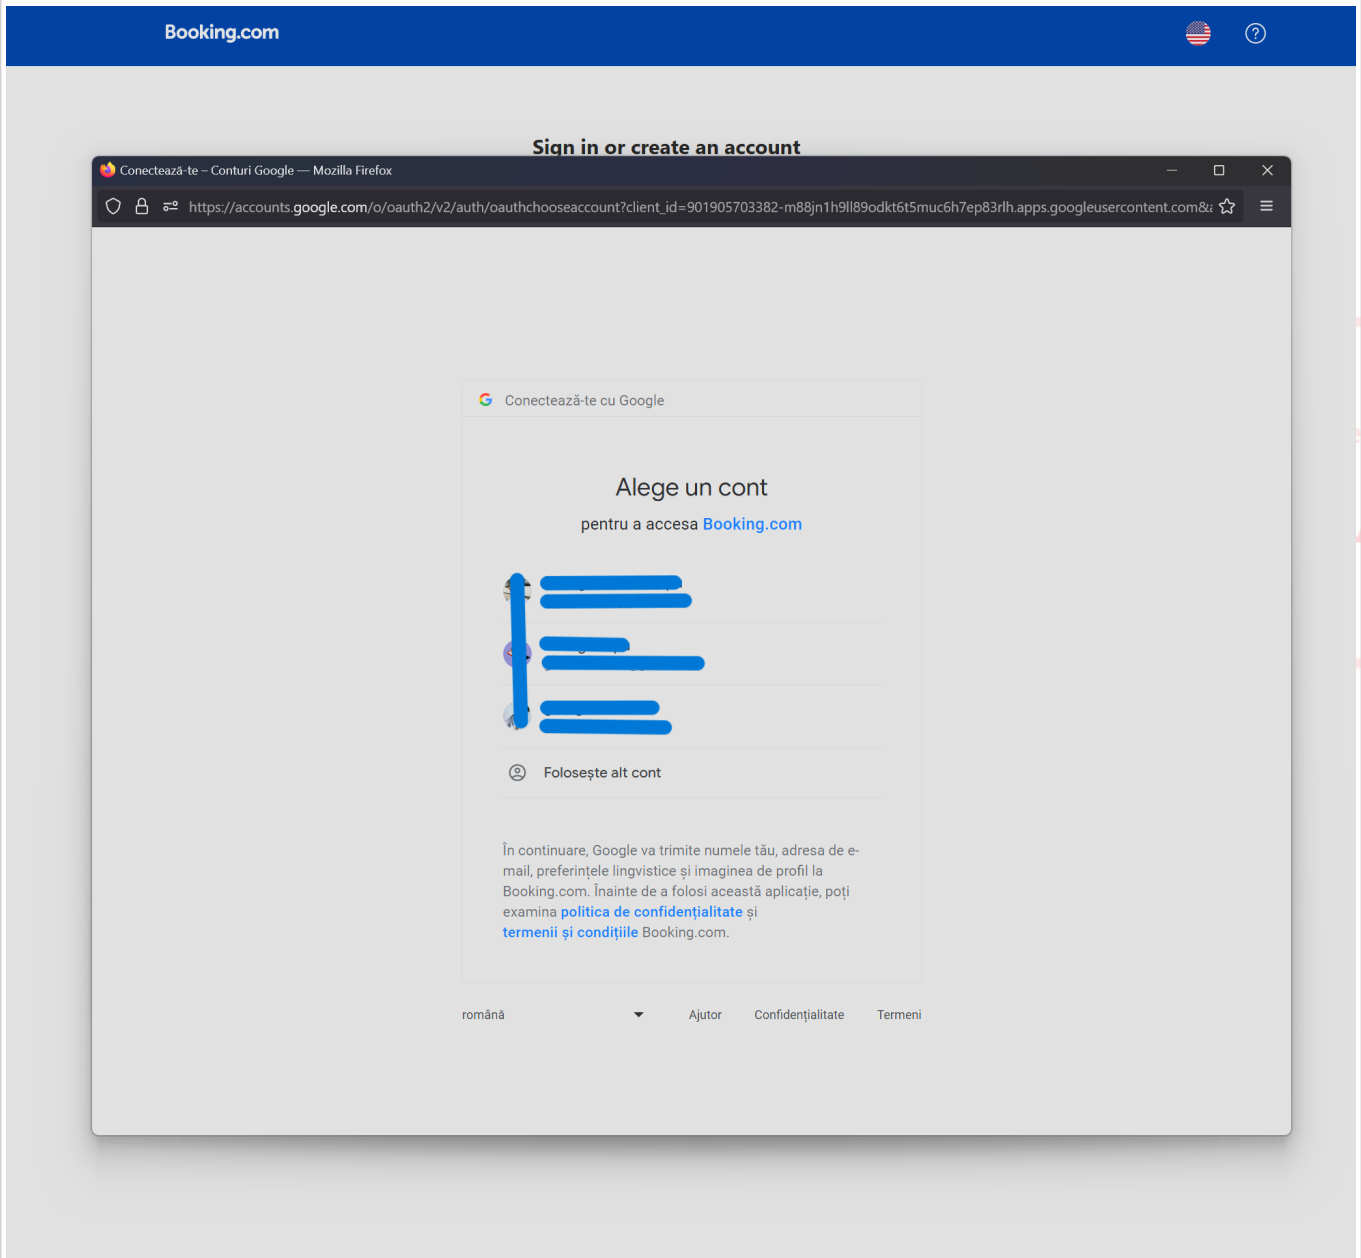 Booking.com
Sign in or create an account
Conectează-te – Conturi Google — Mozilla Firefox
https://accounts.google.com/o/oauth2/v2/auth/oauthchooseaccount?client_id=901905703382-m88jn1h9ll89odkt6t5muc6h7ep83rlh.apps.googleusercontent.com&
Conectează-te cu Google
Alege un cont
pentru a accesa Booking.com
Folosește alt cont
În continuare, Google va trimite numele tău, adresa de e-
mail, preferințele lingvistice și imaginea de profil la
Booking.com. Înainte de a folosi această aplicație, poți
examina politica de confidențialitate și
termenii și condițiile Booking.com.
română
Ajutor Confidențialitate Termeni